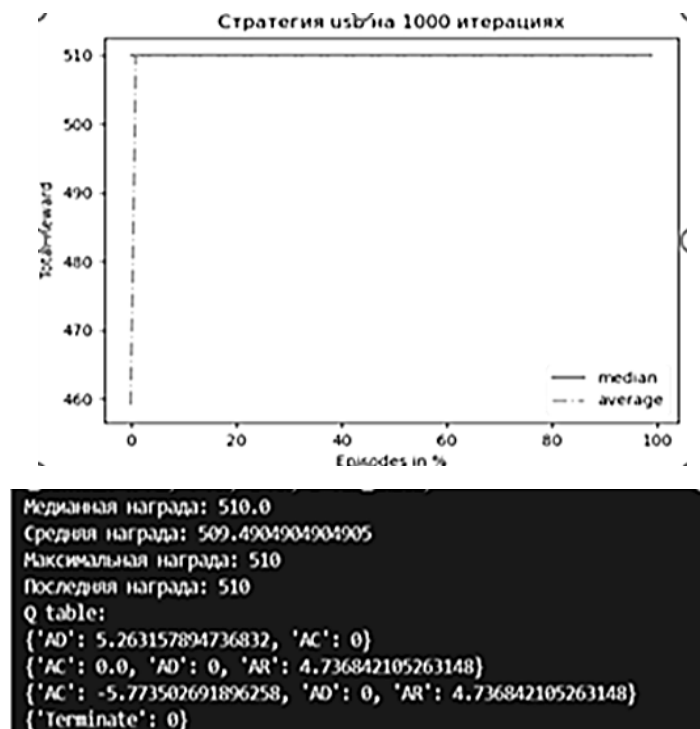 Стратегия usb на 1000 итерациях
510
500
490
480
470
460
Total-Reward
median
average
0 20 40 60 80 100
Episodes in %
Медианная награда: 510.0
Средняя награда: 509.4904904904905
Максимальная награда: 510
Последняя награда: 510
Q table:
{'AD': 5.263157894736832, 'AC': 0}
{'AC': 0.0, 'AD': 0, 'AR': 4.736842105263148}
{'AC': -5.773502691896258, 'AD': 0, 'AR': 4.736842105263148}
{'Terminate': 0}